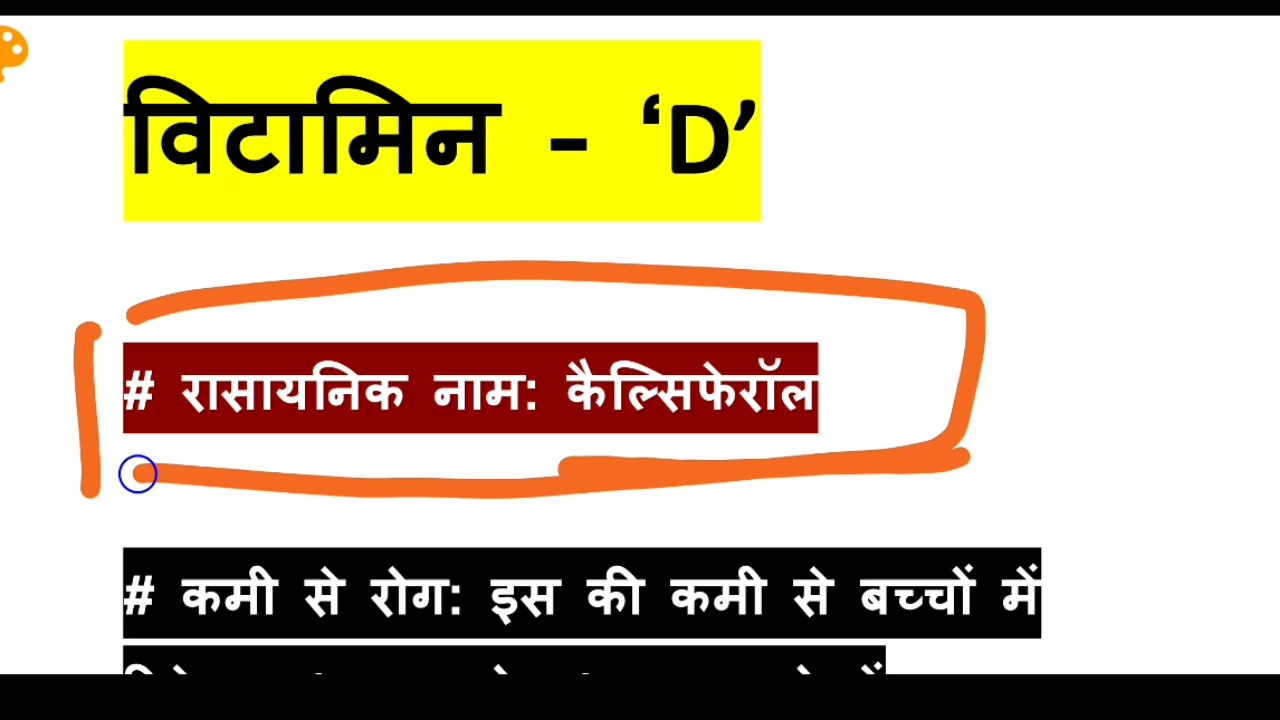 विटामिन - ‘D’
# रासायनिक नाम: कैल्सिफेरॉल
# कमी से रोग: इस की कमी से बच्चों में